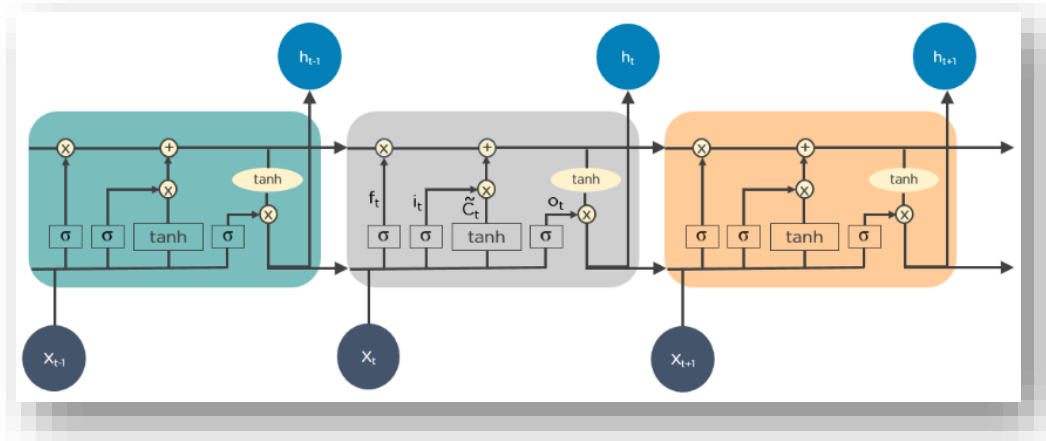 hₜ₋₁ hₜ hₜ₊₁
x + x + x +
tanh tanh tanh
fₜ iₜ x C̃ₜ oₜ x x
x x x
σ σ tanh σ σ σ tanh σ σ σ tanh σ
Xₜ₋₁ Xₜ Xₜ₊₁